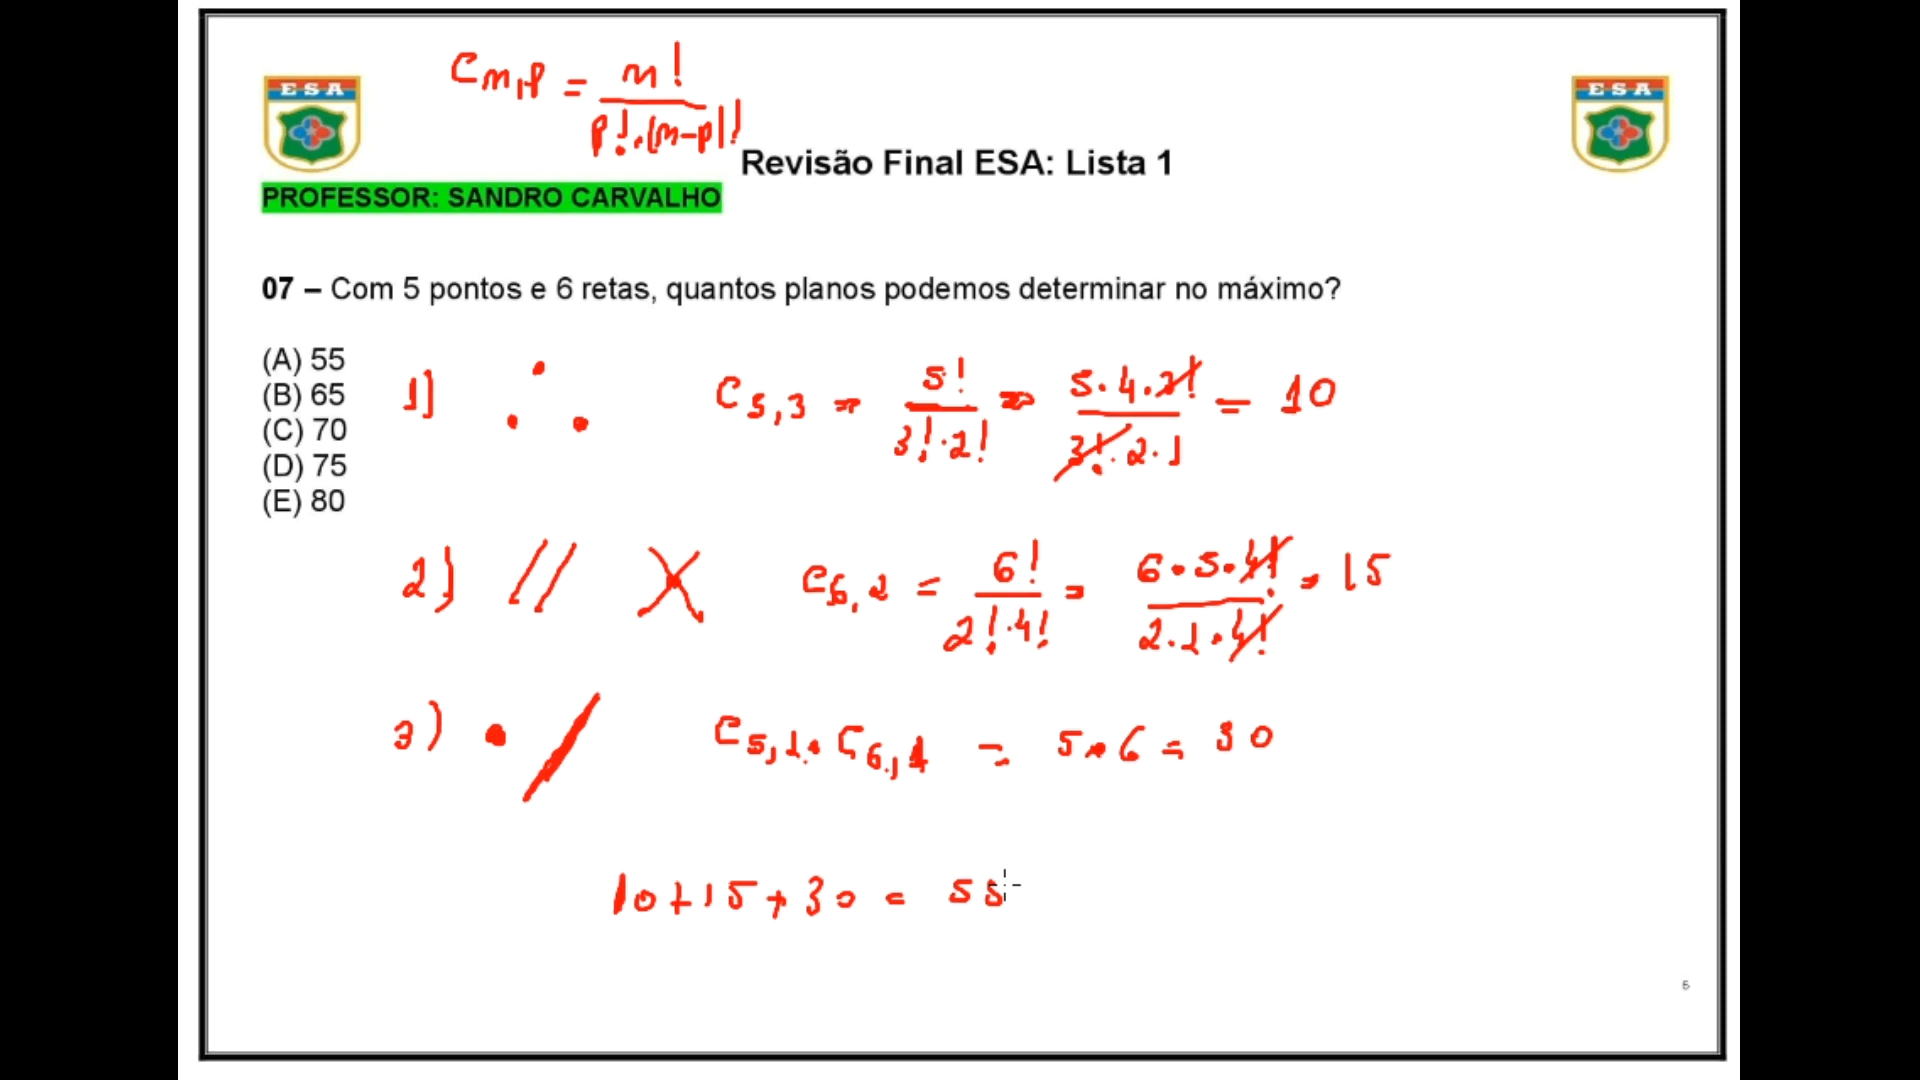 C m,p = m! / p!.(m-p)!
ESA
ESA
Revisão Final ESA: Lista 1
PROFESSOR: SANDRO CARVALHO
07 – Com 5 pontos e 6 retas, quantos planos podemos determinar no máximo?
(A) 55
(B) 65
(C) 70
(D) 75
(E) 80
1) C5,3 = 5! / 3!.2! = 5.4.3! / 3!.2.1 = 10
2) C6,2 = 6! / 2!.4! = 6.5.4! / 2.1.4! = 15
3) C5,1.C6,1 = 5.6 = 30
10+15+30 = 55